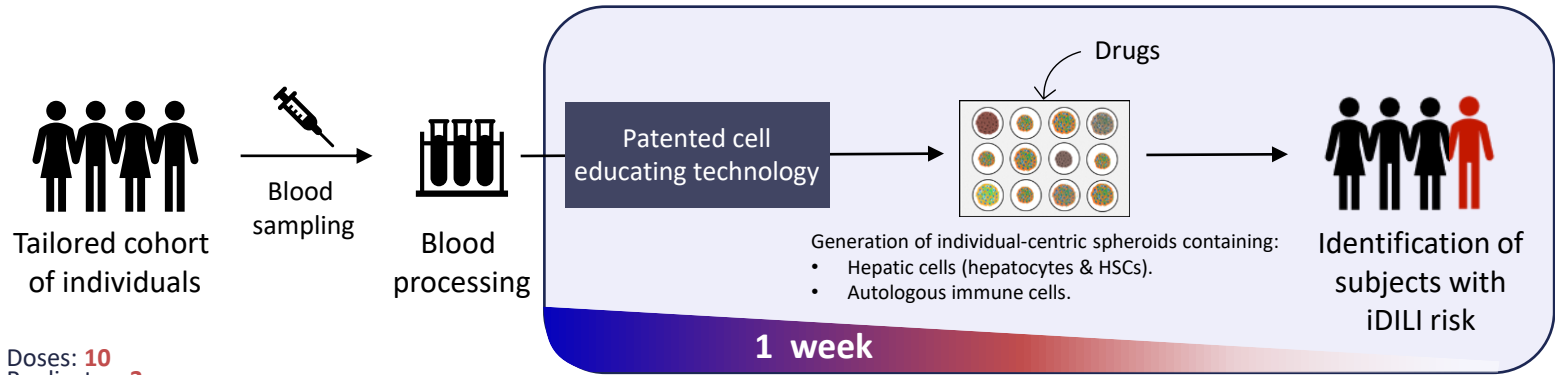 Drugs
Patented cell
educating technology
Blood
sampling
Tailored cohort
of individuals
Blood
processing
Generation of individual-centric spheroids containing:
• Hepatic cells (hepatocytes & HSCs).
• Autologous immune cells.
Identification of
subjects with
iDILI risk
1 week
Doses: 10